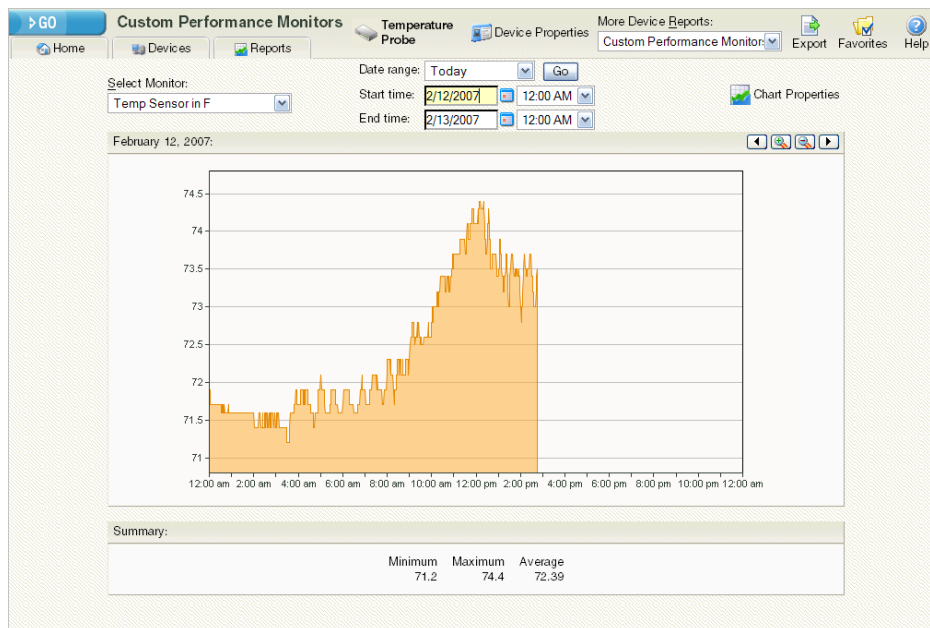 >GO
Custom Performance Monitors
Temperature Probe
Device Properties
More Device Reports:
Custom Performance Monitor:
Export
Favorites
Help
Home
Devices
Reports
Select Monitor:
Temp Sensor in F
Date range: Today Go
Start time: 2/12/2007 12:00 AM
End time: 2/13/2007 12:00 AM
Chart Properties
February 12, 2007:
74.5
74
73.5
73
72.5
72
71.5
71
12:00 am 2:00 am 4:00 am 6:00 am 8:00 am 10:00 am 12:00 pm 2:00 pm 4:00 pm 6:00 pm 8:00 pm 10:00 pm 12:00 am
Summary:
Minimum Maximum Average
71.2 74.4 72.39